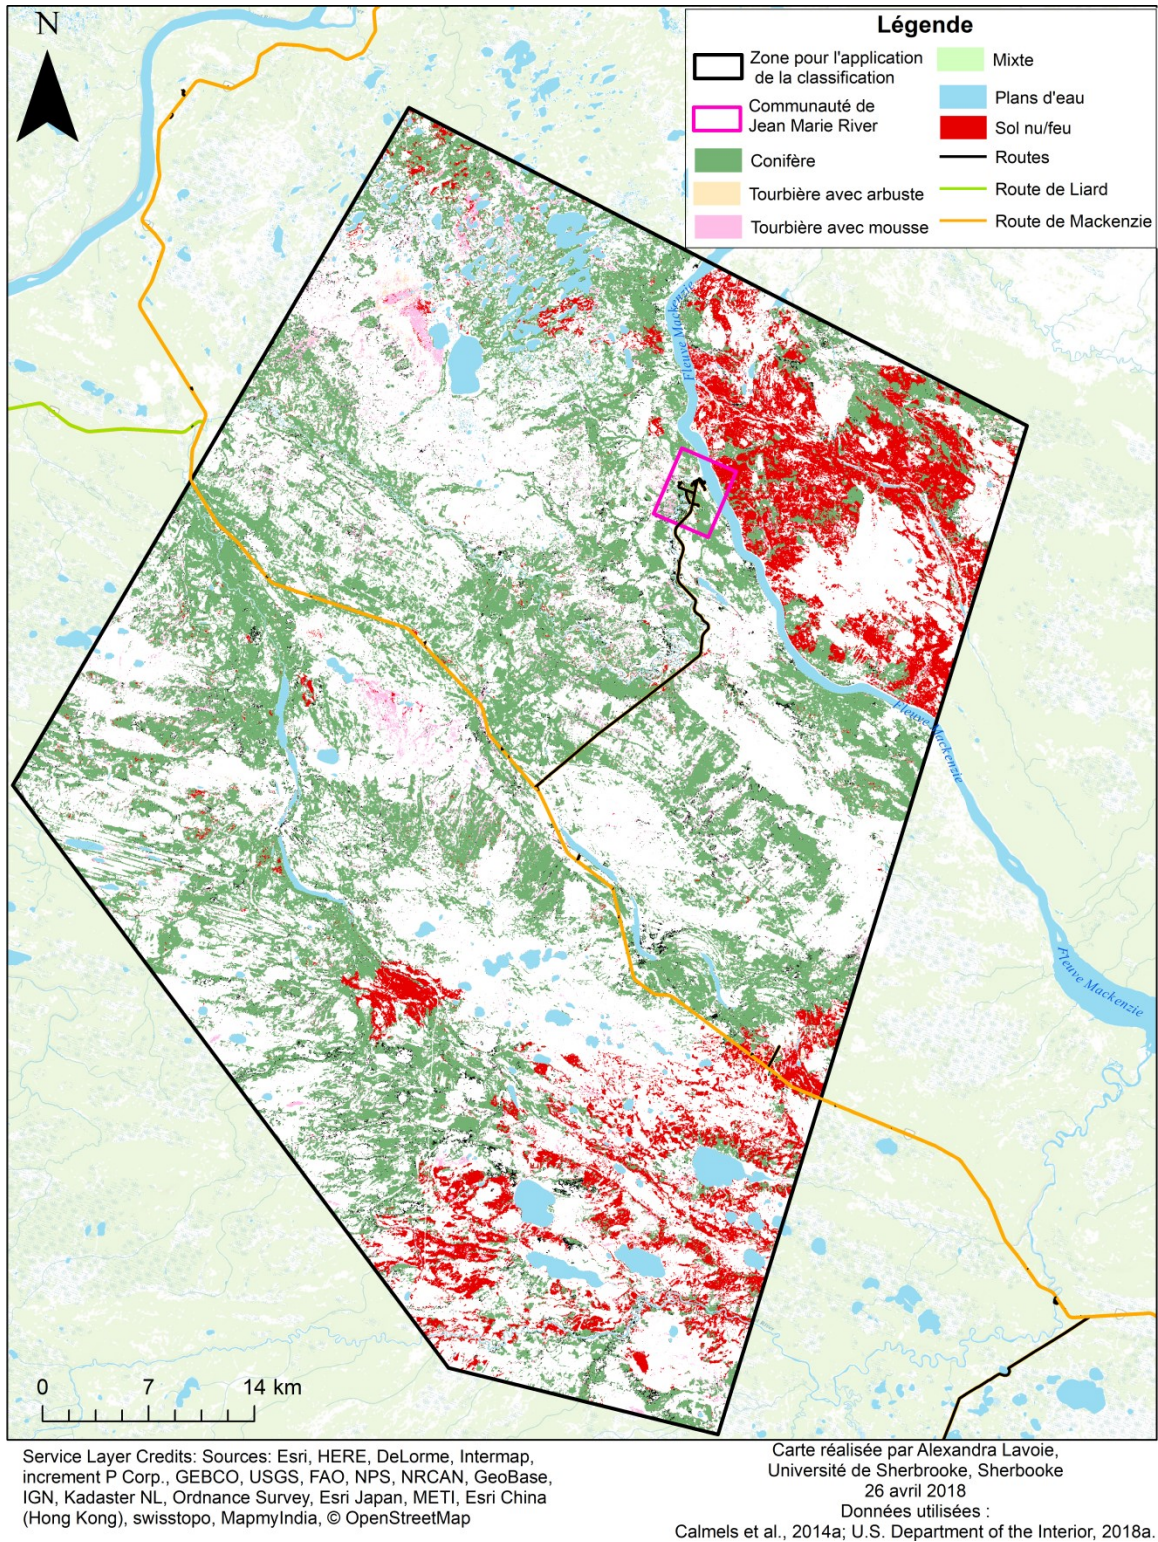 N
Légende
Zone pour l'application
de la classification
Communauté de
Jean Marie River
Conifère
Tourbière avec arbuste
Tourbière avec mousse
Mixte
Plans d'eau
Sol nu/feu
Routes
Route de Liard
Route de Mackenzie
Fleuve Mackenzie
Fleuve Mackenzie
Fleuve Mackenzie
0 7 14 km
Service Layer Credits: Sources: Esri, HERE, DeLorme, Intermap,
increment P Corp., GEBCO, USGS, FAO, NPS, NRCAN, GeoBase,
IGN, Kadaster NL, Ordnance Survey, Esri Japan, METI, Esri China
(Hong Kong), swisstopo, MapmyIndia, © OpenStreetMap
Carte réalisée par Alexandra Lavoie,
Université de Sherbrooke, Sherbooke
26 avril 2018
Données utilisées :
Calmels et al., 2014a; U.S. Department of the Interior, 2018a.